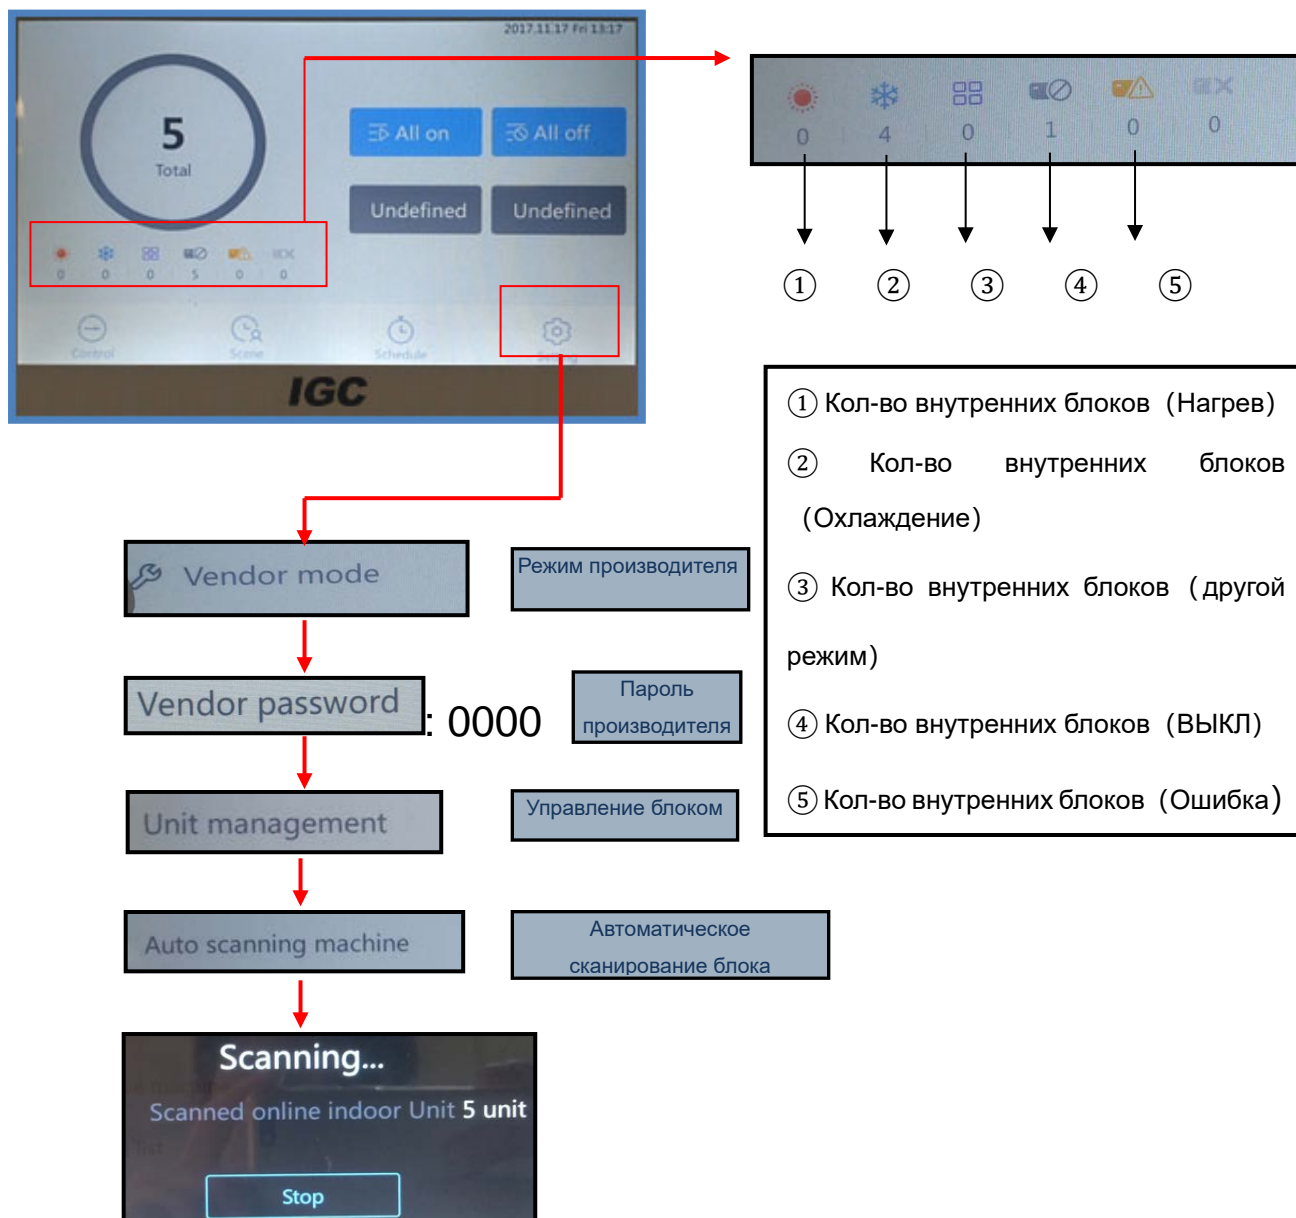 2017.11.17 Fri 13:17
5
Total
All on
All off
Undefined
Undefined
0 0 0 5 0 0
Control
Scene
Schedule
Setting
IGC
0 4 0 1 0 0
① ② ③ ④ ⑤
① Кол-во внутренних блоков (Нагрев)
② Кол-во внутренних блоков
(Охлаждение)
③ Кол-во внутренних блоков (другой
режим)
④ Кол-во внутренних блоков (ВЫКЛ)
⑤ Кол-во внутренних блоков (Ошибка)
Vendor mode
Режим производителя
Vendor password : 0000
Пароль
производителя
Unit management
Управление блоком
Auto scanning machine
Автоматическое
сканирование блока
Scanning...
Scanned online indoor Unit 5 unit
Stop